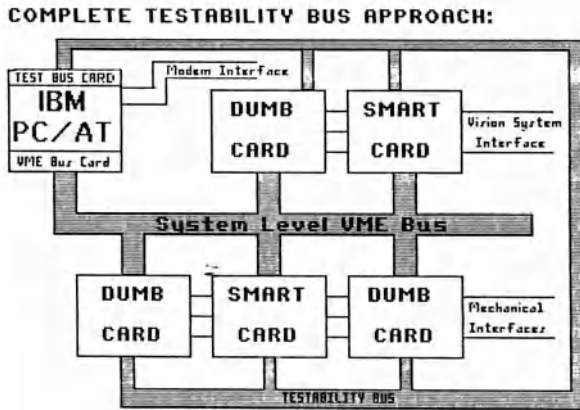 COMPLETE TESTABILITY BUS APPROACH:
TEST BUS CARD
IBM
PC/AT
VME Bus Card
Modem Interface
DUMB
CARD
SMART
CARD
Vision System
Interface
System Level VME Bus
DUMB
CARD
SMART
CARD
DUMB
CARD
Mechanical
Interfaces
TESTABILITY BUS